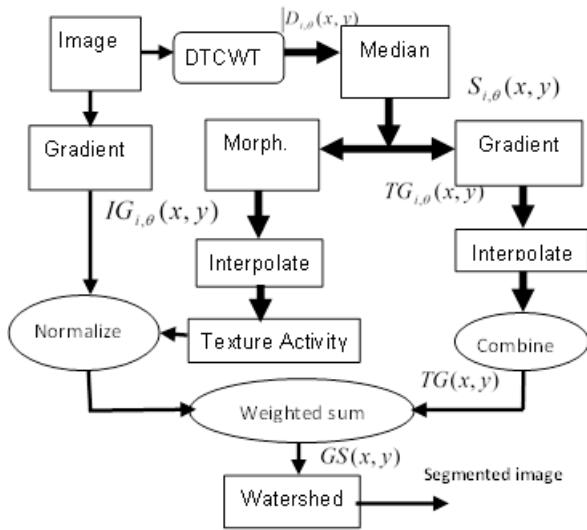 Image
DTCWT
|D_{i,θ}(x, y)
Median
S_{i,θ}(x, y)
Gradient
Morph.
Gradient
IG_{i,θ}(x, y)
TG_{i,θ}(x, y)
Interpolate
Interpolate
Normalize
Texture Activity
Combine
TG(x, y)
Weighted sum
GS(x, y)
Segmented image
Watershed